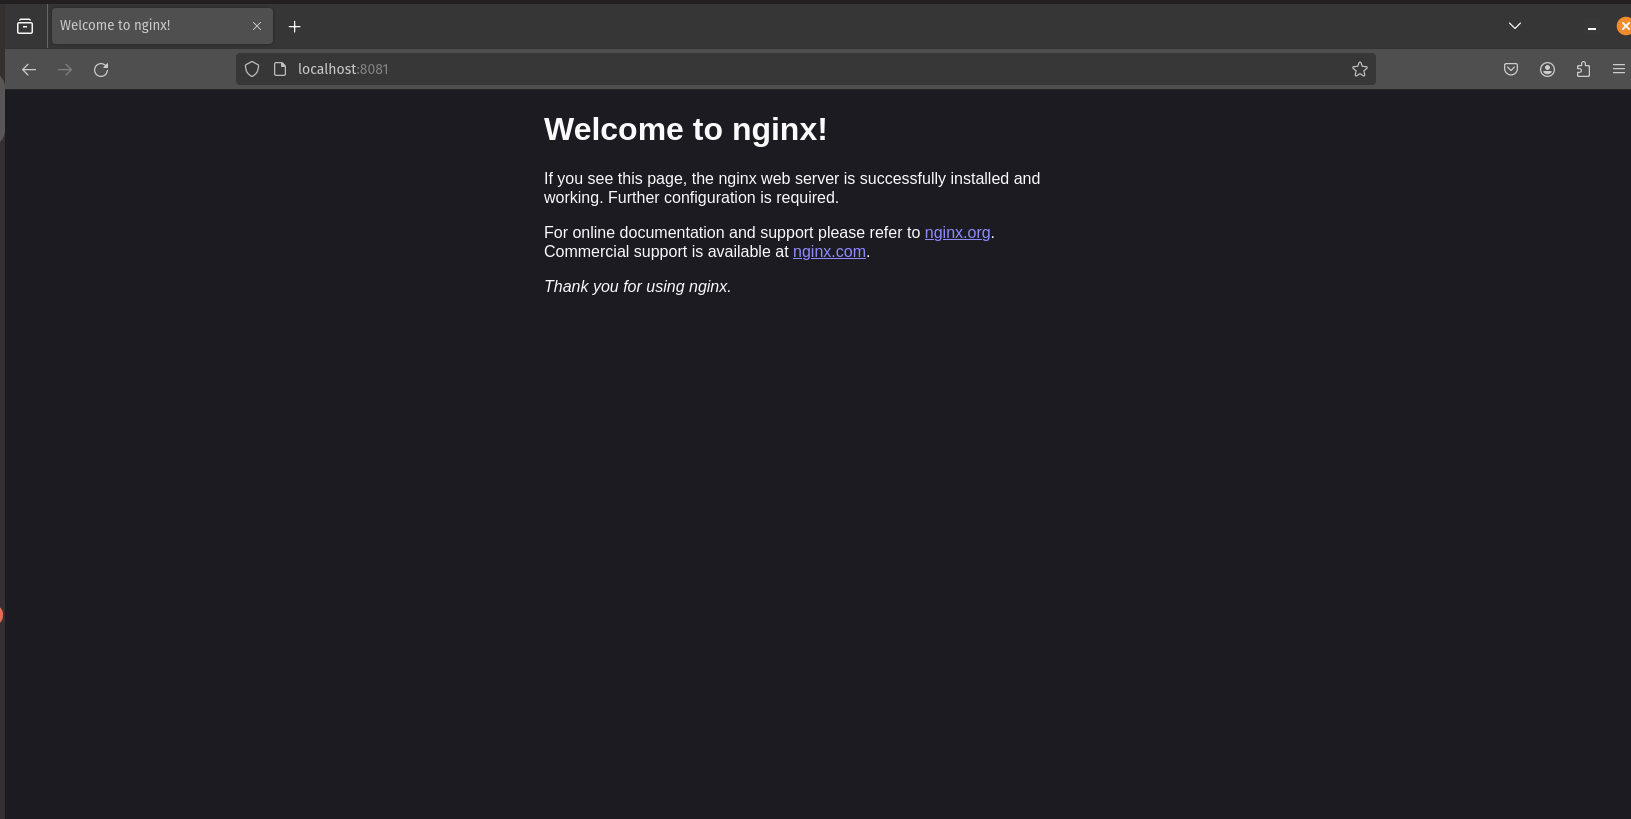 Welcome to nginx!
localhost:8081
Welcome to nginx!
If you see this page, the nginx web server is successfully installed and
working. Further configuration is required.
For online documentation and support please refer to nginx.org.
Commercial support is available at nginx.com.
Thank you for using nginx.